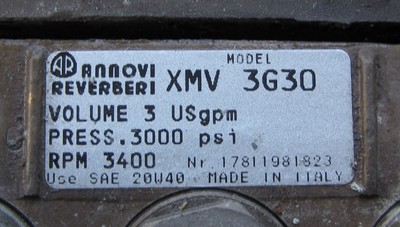 MODEL
AR ANNOVI REVERBERI XMV 3G30
VOLUME 3 USgpm
PRESS.3000 psi
RPM 3400 Nr. 17811981823
Use SAE 20W40 MADE IN ITALY